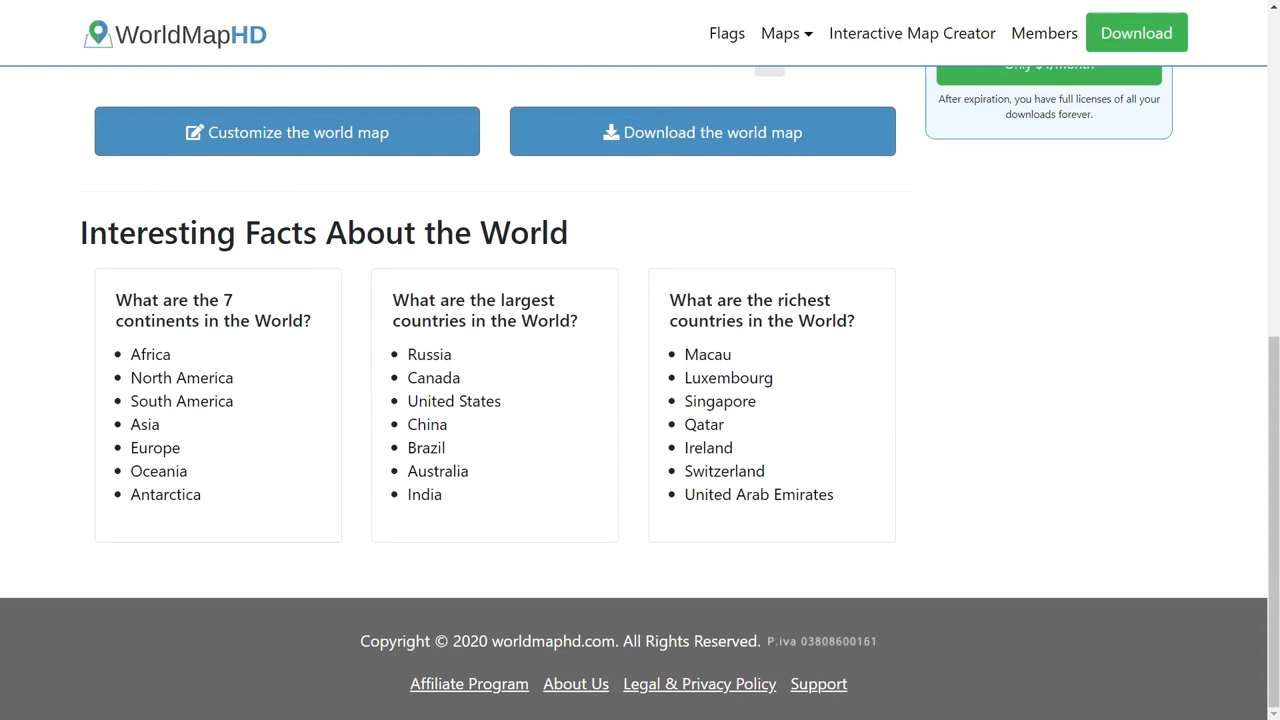 WorldMapHD
Flags Maps Interactive Map Creator Members Download
After expiration, you have full licenses of all your
downloads forever.
Customize the world map
Download the world map
Interesting Facts About the World
What are the 7
continents in the World?
Africa
North America
South America
Asia
Europe
Oceania
Antarctica
What are the largest
countries in the World?
Russia
Canada
United States
China
Brazil
Australia
India
What are the richest
countries in the World?
Macau
Luxembourg
Singapore
Qatar
Ireland
Switzerland
United Arab Emirates
Copyright © 2020 worldmaphd.com. All Rights Reserved. P.iva 03808600161
Affiliate Program About Us Legal & Privacy Policy Support